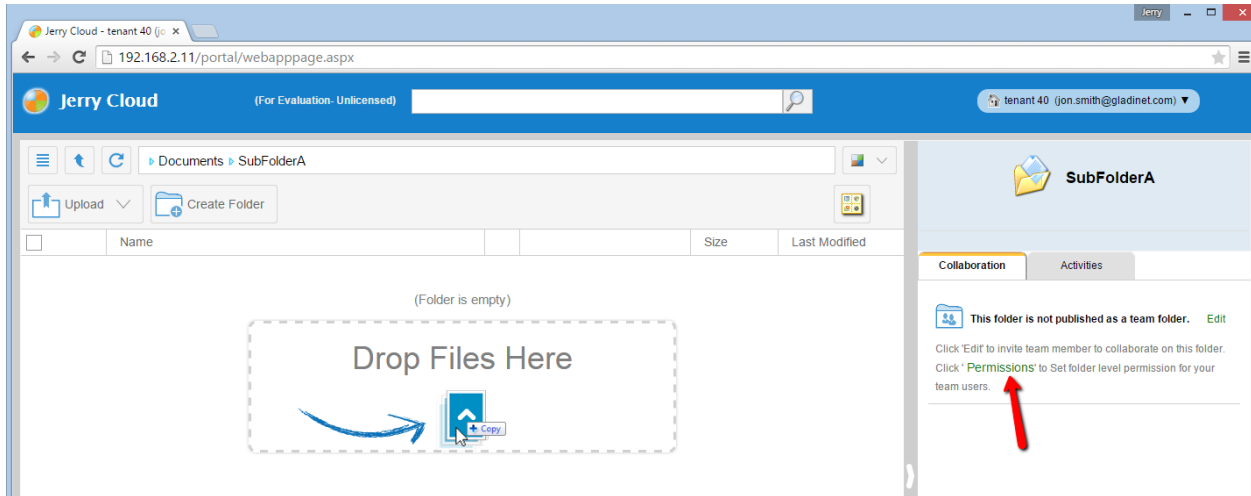 Jerry
Jerry Cloud - tenant 40 (jo
192.168.2.11/portal/webapppage.aspx
Jerry Cloud
(For Evaluation- Unlicensed)
tenant 40 (jon.smith@gladinet.com) ▼
Documents SubFolderA
SubFolderA
Upload
Create Folder
Name
Size
Last Modified
Collaboration
Activities
(Folder is empty)
Drop Files Here
+ Copy
This folder is not published as a team folder. Edit
Click 'Edit' to invite team member to collaborate on this folder.
Click ' Permissions' to Set folder level permission for your
team users.